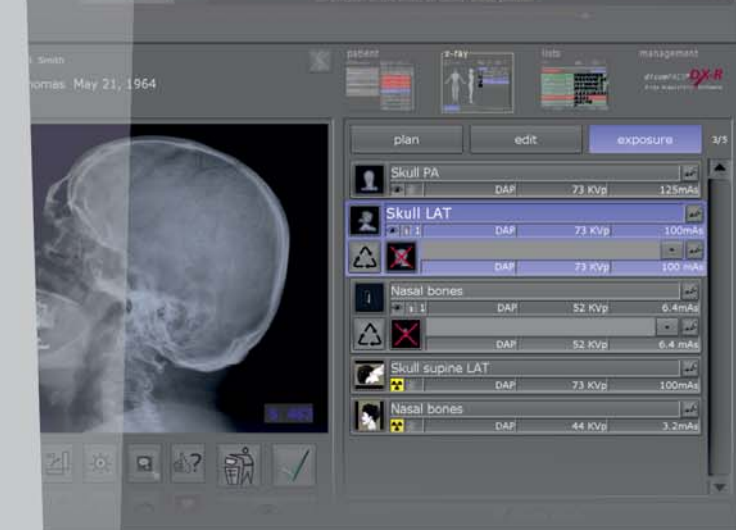 Smith
homas May 21, 1964
patient
x-ray
lists
management
dicomPACS DX-R
plan
edit
exposure
3/5
Skull PA
DAP 73 KVp 125mAs
Skull LAT
1 DAP 73 KVp 100mAs
DAP 73 KVp 100 mAs
Nasal bones
1 DAP 52 KVp 6.4mAs
DAP 52 KVp 6.4 mAs
Skull supine LAT
DAP 73 KVp 100mAs
Nasal bones
DAP 44 KVp 3.2mAs
?